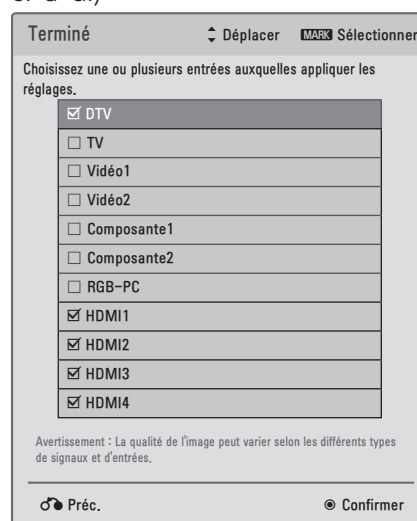 Terminé Déplacer MARK Sélectionner
Choisissez une ou plusieurs entrées auxquelles appliquer les
réglages.
DTV
TV
Vidéo1
Vidéo2
Composante1
Composante2
RGB-PC
HDMI1
HDMI2
HDMI3
HDMI4
Avertissement : La qualité de l'image peut varier selon les différents types
de signaux et d'entrées.
Préc. Confirmer